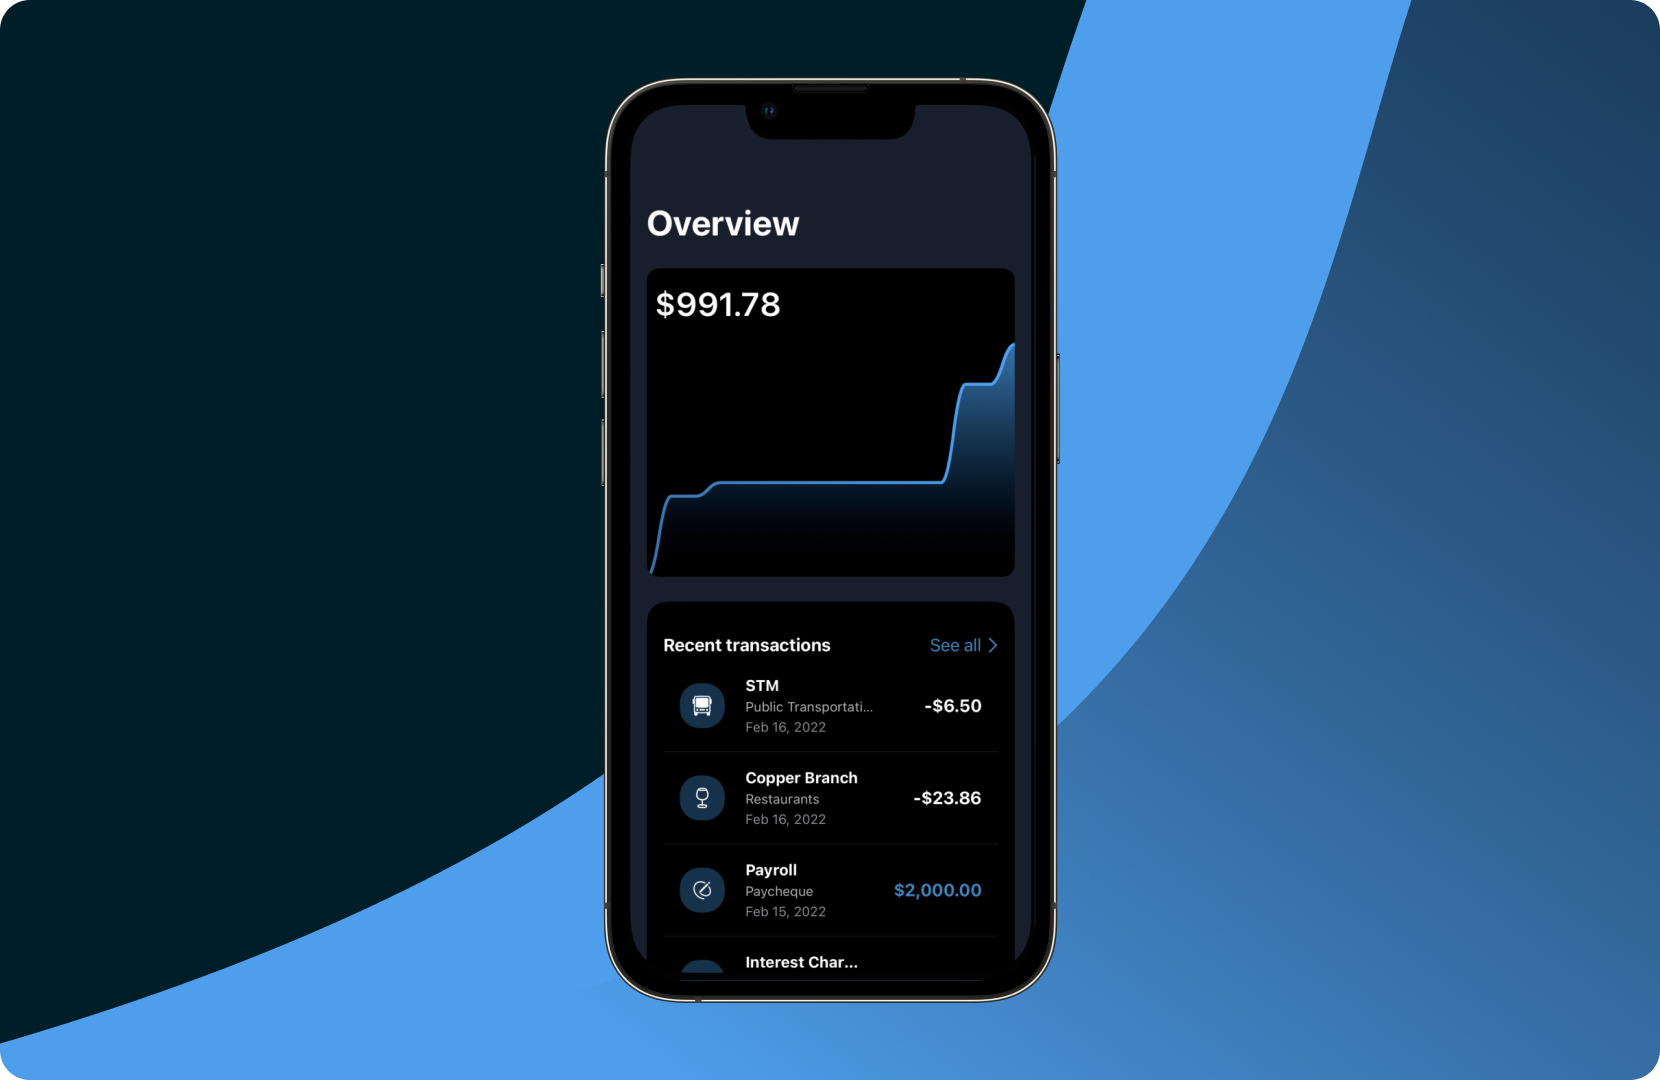 Overview
$991.78
Recent transactions
See all
STM
Public Transportati...
-$6.50
Feb 16, 2022
Copper Branch
Restaurants
-$23.86
Feb 16, 2022
Payroll
Paycheque
$2,000.00
Feb 15, 2022
Interest Char...